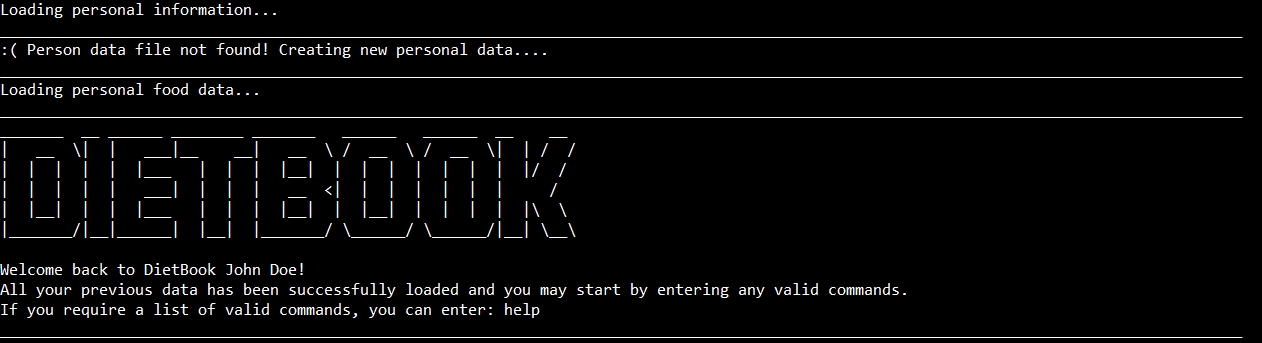 Loading personal information...
:( Person data file not found! Creating new personal data....
Loading personal food data...
DIETBOOK
Welcome back to DietBook John Doe!
All your previous data has been successfully loaded and you may start by entering any valid commands.
If you require a list of valid commands, you can enter: help